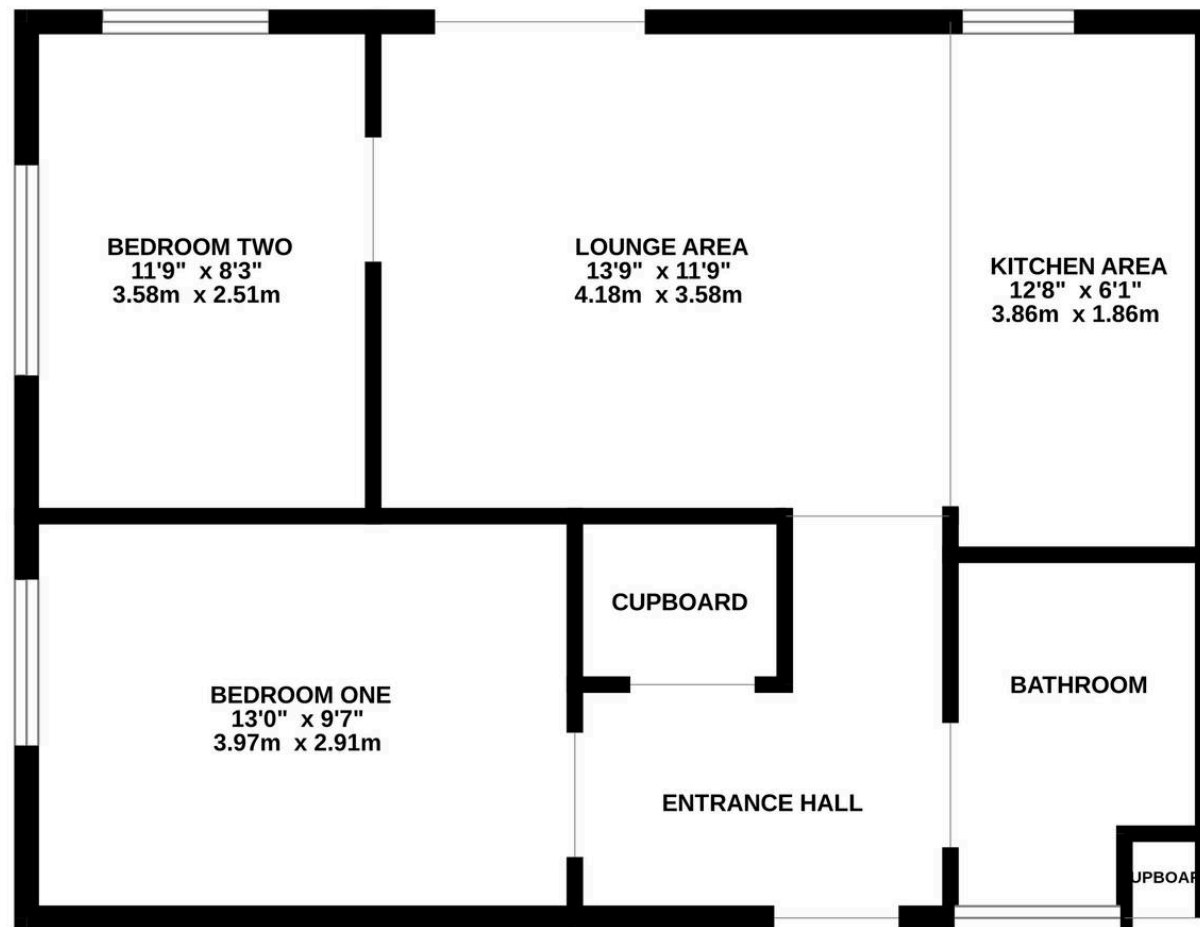 BEDROOM TWO
11'9" x 8'3"
3.58m x 2.51m
LOUNGE AREA
13'9" x 11'9"
4.18m x 3.58m
KITCHEN AREA
12'8" x 6'1"
3.86m x 1.86m
CUPBOARD
BEDROOM ONE
13'0" x 9'7"
3.97m x 2.91m
BATHROOM
ENTRANCE HALL